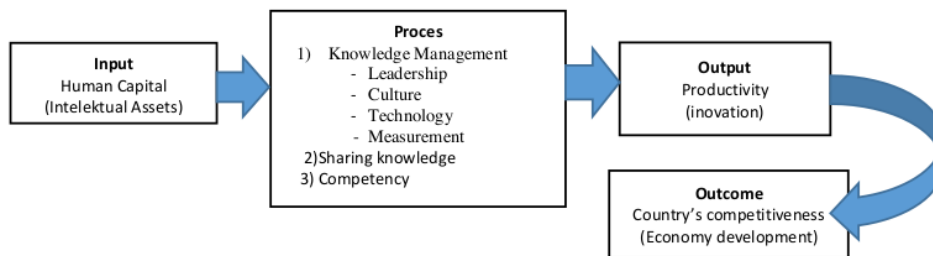 Input
Human Capital
(Intelektual Assets)
Proces
1) Knowledge Management
- Leadership
- Culture
- Technology
- Measurement
2)Sharing knowledge
3) Competency
Output
Productivity
(inovation)
Outcome
Country's competitiveness
(Economy development)